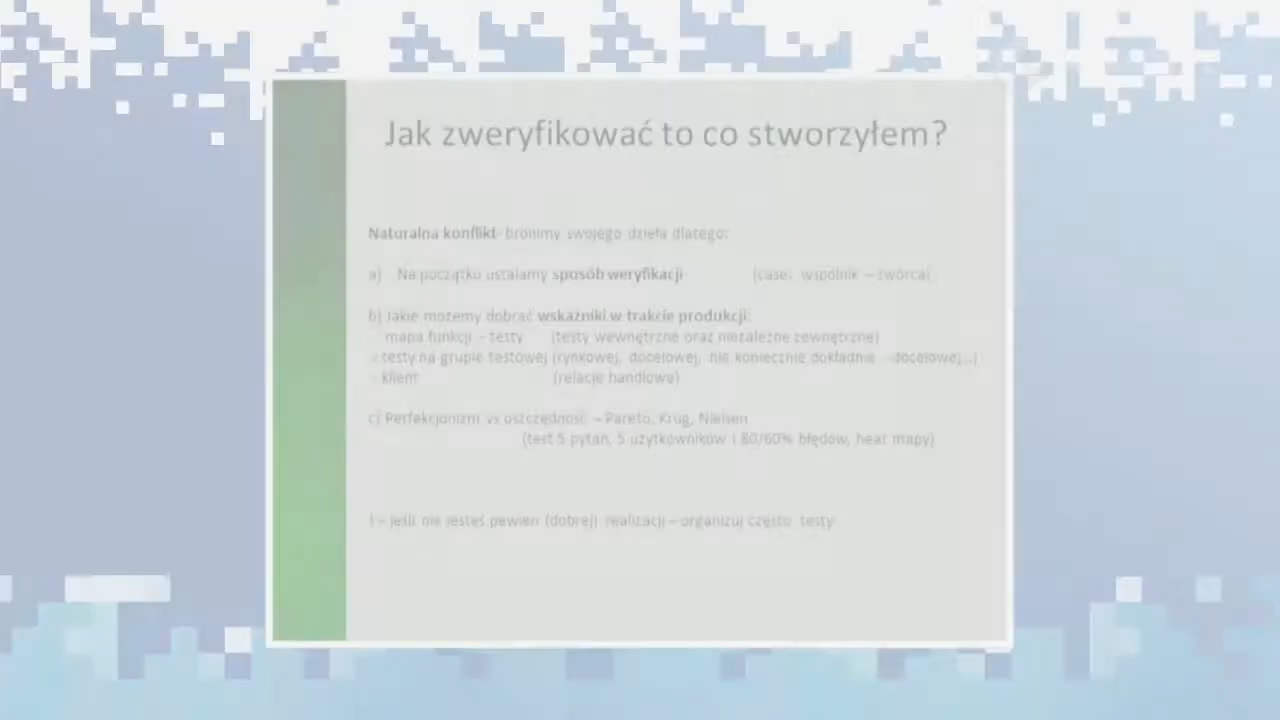 Jak zweryfikować to co stworzyłem?
Naturalna konflikt- bronimy swojego dzieła dlatego:
a) Na początku ustalamy sposób weryfikacji (case: wspólnik – twórca)
b) Jakie możemy dobrać wskaźniki w trakcie produkcji:
mapa funkcji - testy (testy wewnętrzne oraz niezależne zewnętrzne)
- testy na grupie testowej (rynkowej, docelowej, nie koniecznie dokładnie - docelowej...)
- klient (relacje handlowe)
c) Perfekcjonizm vs oszczędność – Pareto, Krug, Nielsen
(test 5 pytań, 5 użytkowników i 80/60% błędów, heat mapy)
! – jeśli nie jesteś pewien (dobrej) realizacji – organizuj często testy